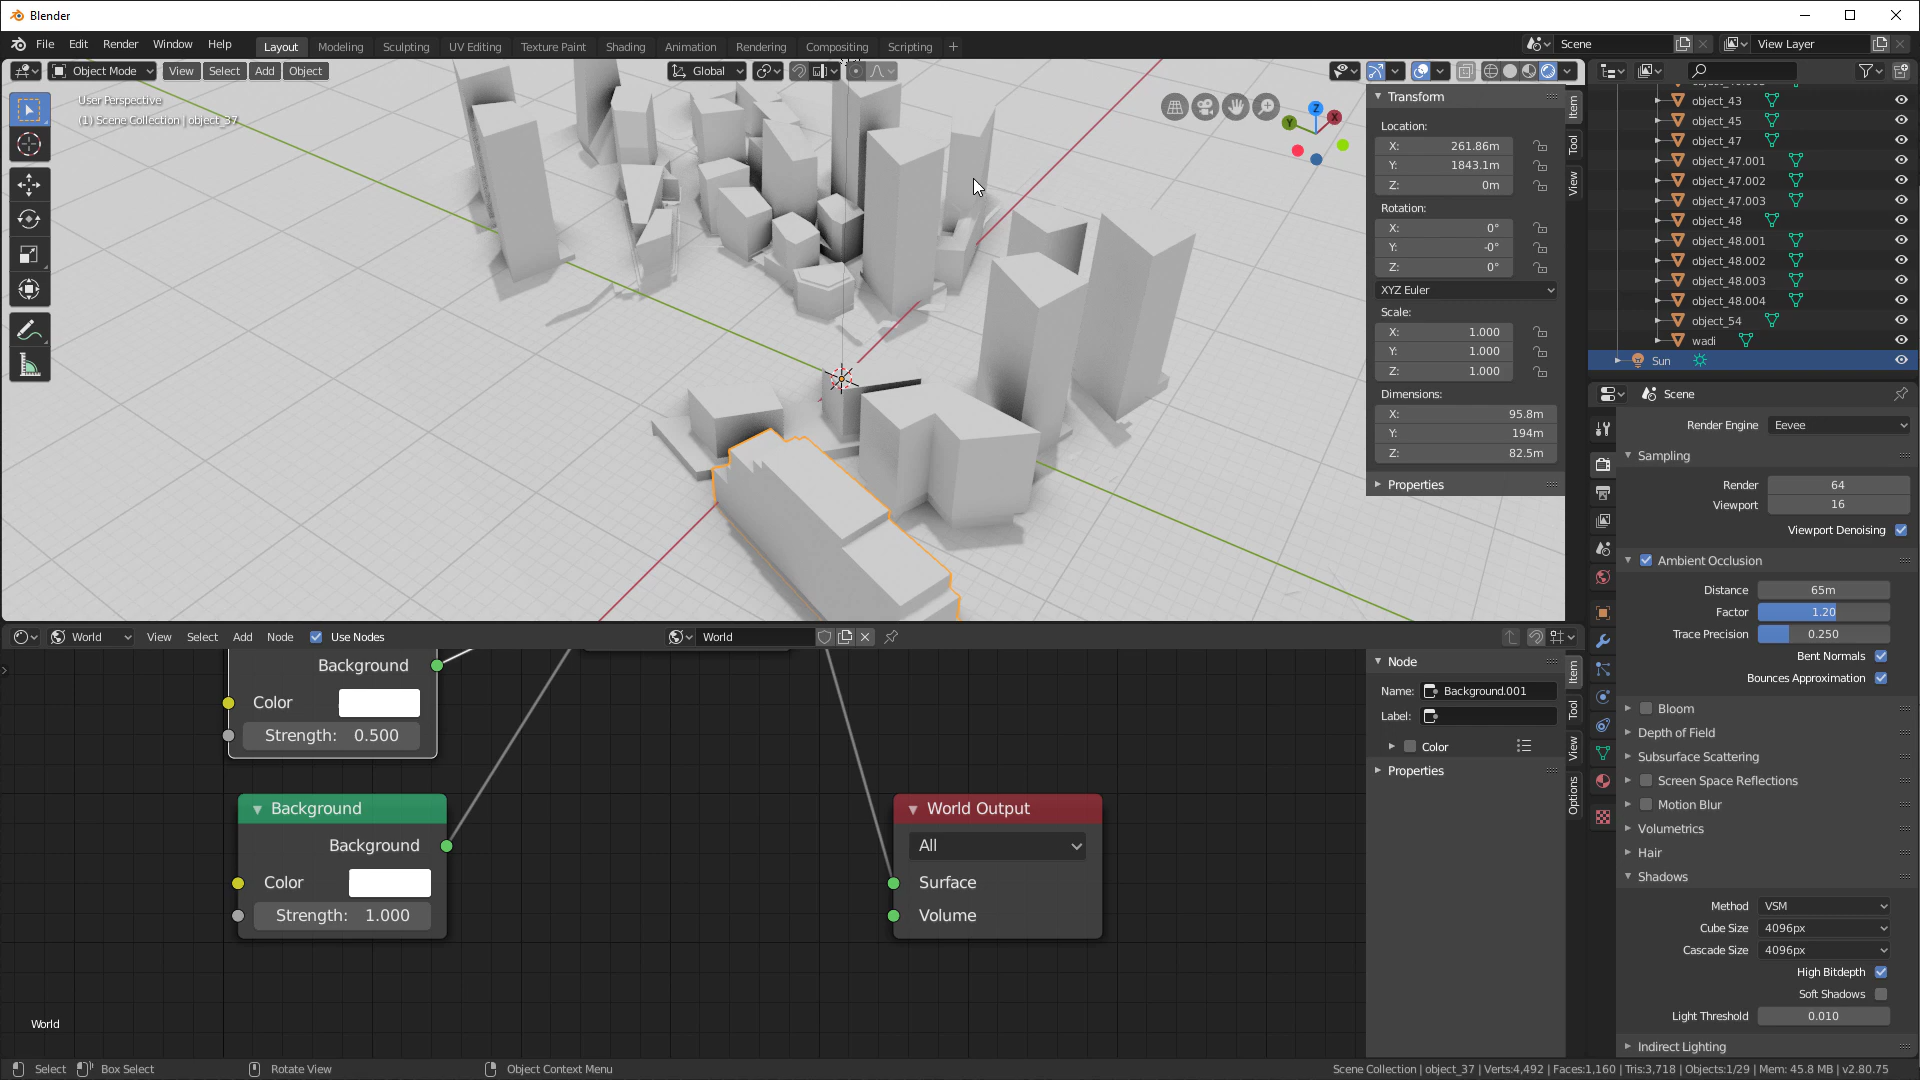 Blender
File Edit Render Window Help Layout Modeling Sculpting UV Editing Texture Paint Shading Animation Rendering Compositing Scripting + Scene View Layer
Object Mode View Select Add Object Global
User Perspective
(1) Scene Collection | object_37
Z
X
Y
Transform
Location:
X: 261.86m
Y: 1843.1m
Z: 0m
Rotation:
X: 0°
Y: -0°
Z: 0°
XYZ Euler
Scale:
X: 1.000
Y: 1.000
Z: 1.000
Dimensions:
X: 95.8m
Y: 194m
Z: 82.5m
Properties
Item
Tool
View
object_43
object_45
object_47
object_47.001
object_47.002
object_47.003
object_48
object_48.001
object_48.002
object_48.003
object_48.004
object_54
wadi
Sun
Scene
Render Engine Eevee
Sampling
Render 64
Viewport 16
Viewport Denoising
Ambient Occlusion
Distance 65m
Factor 1.20
Trace Precision 0.250
Bent Normals
Bounces Approximation
Bloom
Depth of Field
Subsurface Scattering
Screen Space Reflections
Motion Blur
Volumetrics
Hair
Shadows
Method VSM
Cube Size 4096px
Cascade Size 4096px
High Bitdepth
Soft Shadows
Light Threshold 0.010
Indirect Lighting
World View Select Add Node Use Nodes World
Background
Color
Strength: 0.500
Background
Background
Color
Strength: 1.000
World Output
All
Surface
Volume
World
Node
Name: Background.001
Label:
Color
Properties
Item
Tool
View
Options
Select Box Select Rotate View Object Context Menu
Scene Collection | object_37 | Verts:4,492 | Faces:1,160 | Tris:3,718 | Objects:1/29 | Mem: 45.8 MB | v2.80.75